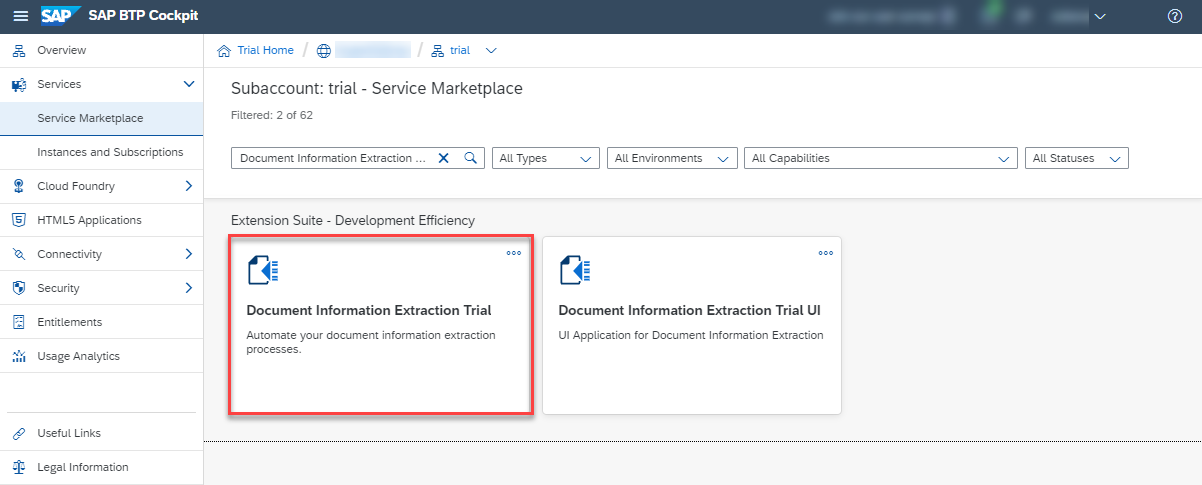 SAP SAP BTP Cockpit
Overview
Trial Home / / trial
Services
Service Marketplace
Instances and Subscriptions
Cloud Foundry
HTML5 Applications
Connectivity
Security
Entitlements
Usage Analytics
Useful Links
Legal Information
Subaccount: trial - Service Marketplace
Filtered: 2 of 62
Document Information Extraction ... All Types All Environments All Capabilities All Statuses
Extension Suite - Development Efficiency
Document Information Extraction Trial
Automate your document information extraction
processes.
Document Information Extraction Trial UI
UI Application for Document Information Extraction